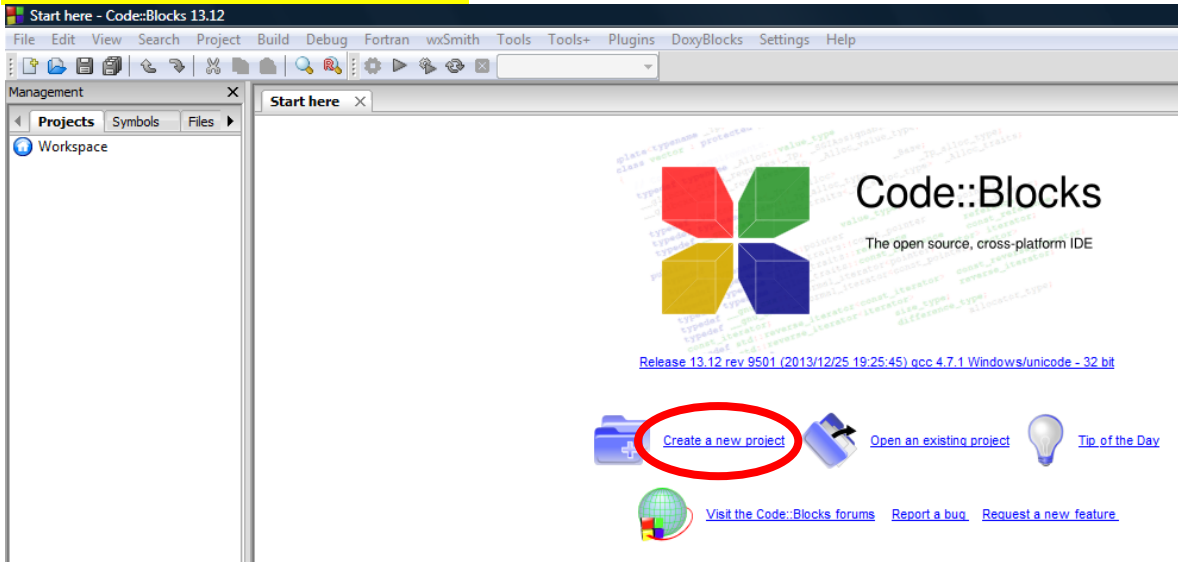 Start here - Code::Blocks 13.12
File Edit View Search Project Build Debug Fortran wxSmith Tools Tools+ Plugins DoxyBlocks Settings Help
Management
Start here
Projects Symbols Files
Workspace
Code::Blocks
The open source, cross-platform IDE
Release 13.12 rev 9501 (2013/12/25 19:25:45) gcc 4.7.1 Windows/unicode - 32 bit
Create a new project Open an existing project Tip of the Day
Visit the Code::Blocks forums Report a bug Request a new feature